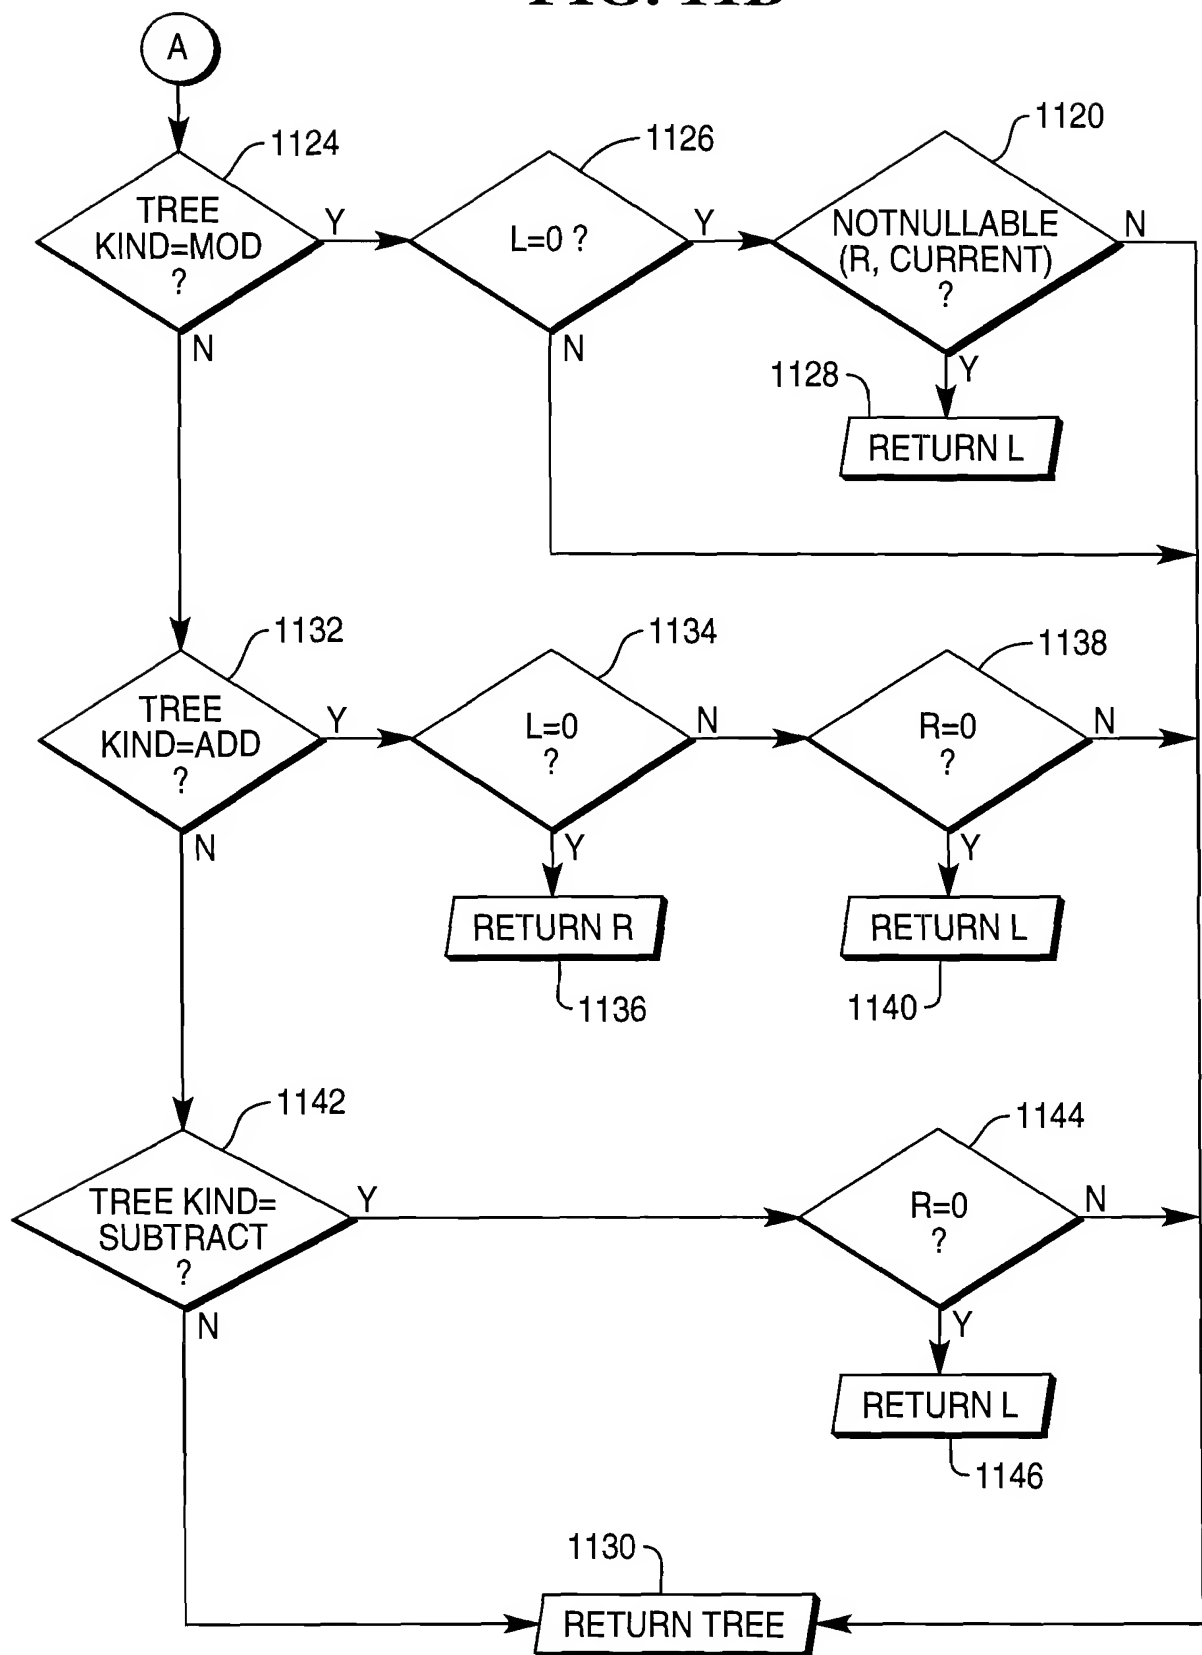 A
1124
TREE
KIND=MOD
?
Y
N
1126
L=0 ?
Y
N
1120
NOTNULLABLE
(R, CURRENT)
?
N
Y
1128
RETURN L
1132
TREE
KIND=ADD
?
Y
N
1134
L=0
?
N
Y
RETURN R
1136
1138
R=0
?
N
Y
RETURN L
1140
1142
TREE KIND=
SUBTRACT
?
Y
N
1144
R=0
?
N
Y
RETURN L
1146
1130
RETURN TREE